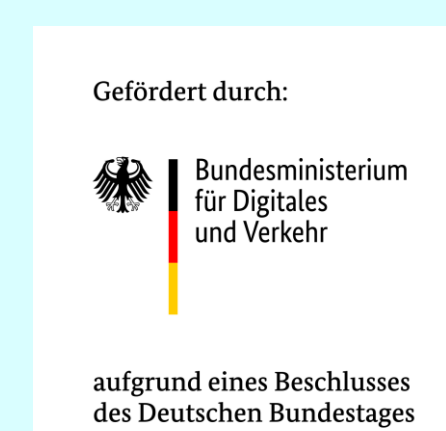 Gefördert durch:
Bundesministerium
für Digitales
und Verkehr
aufgrund eines Beschlusses
des Deutschen Bundestages